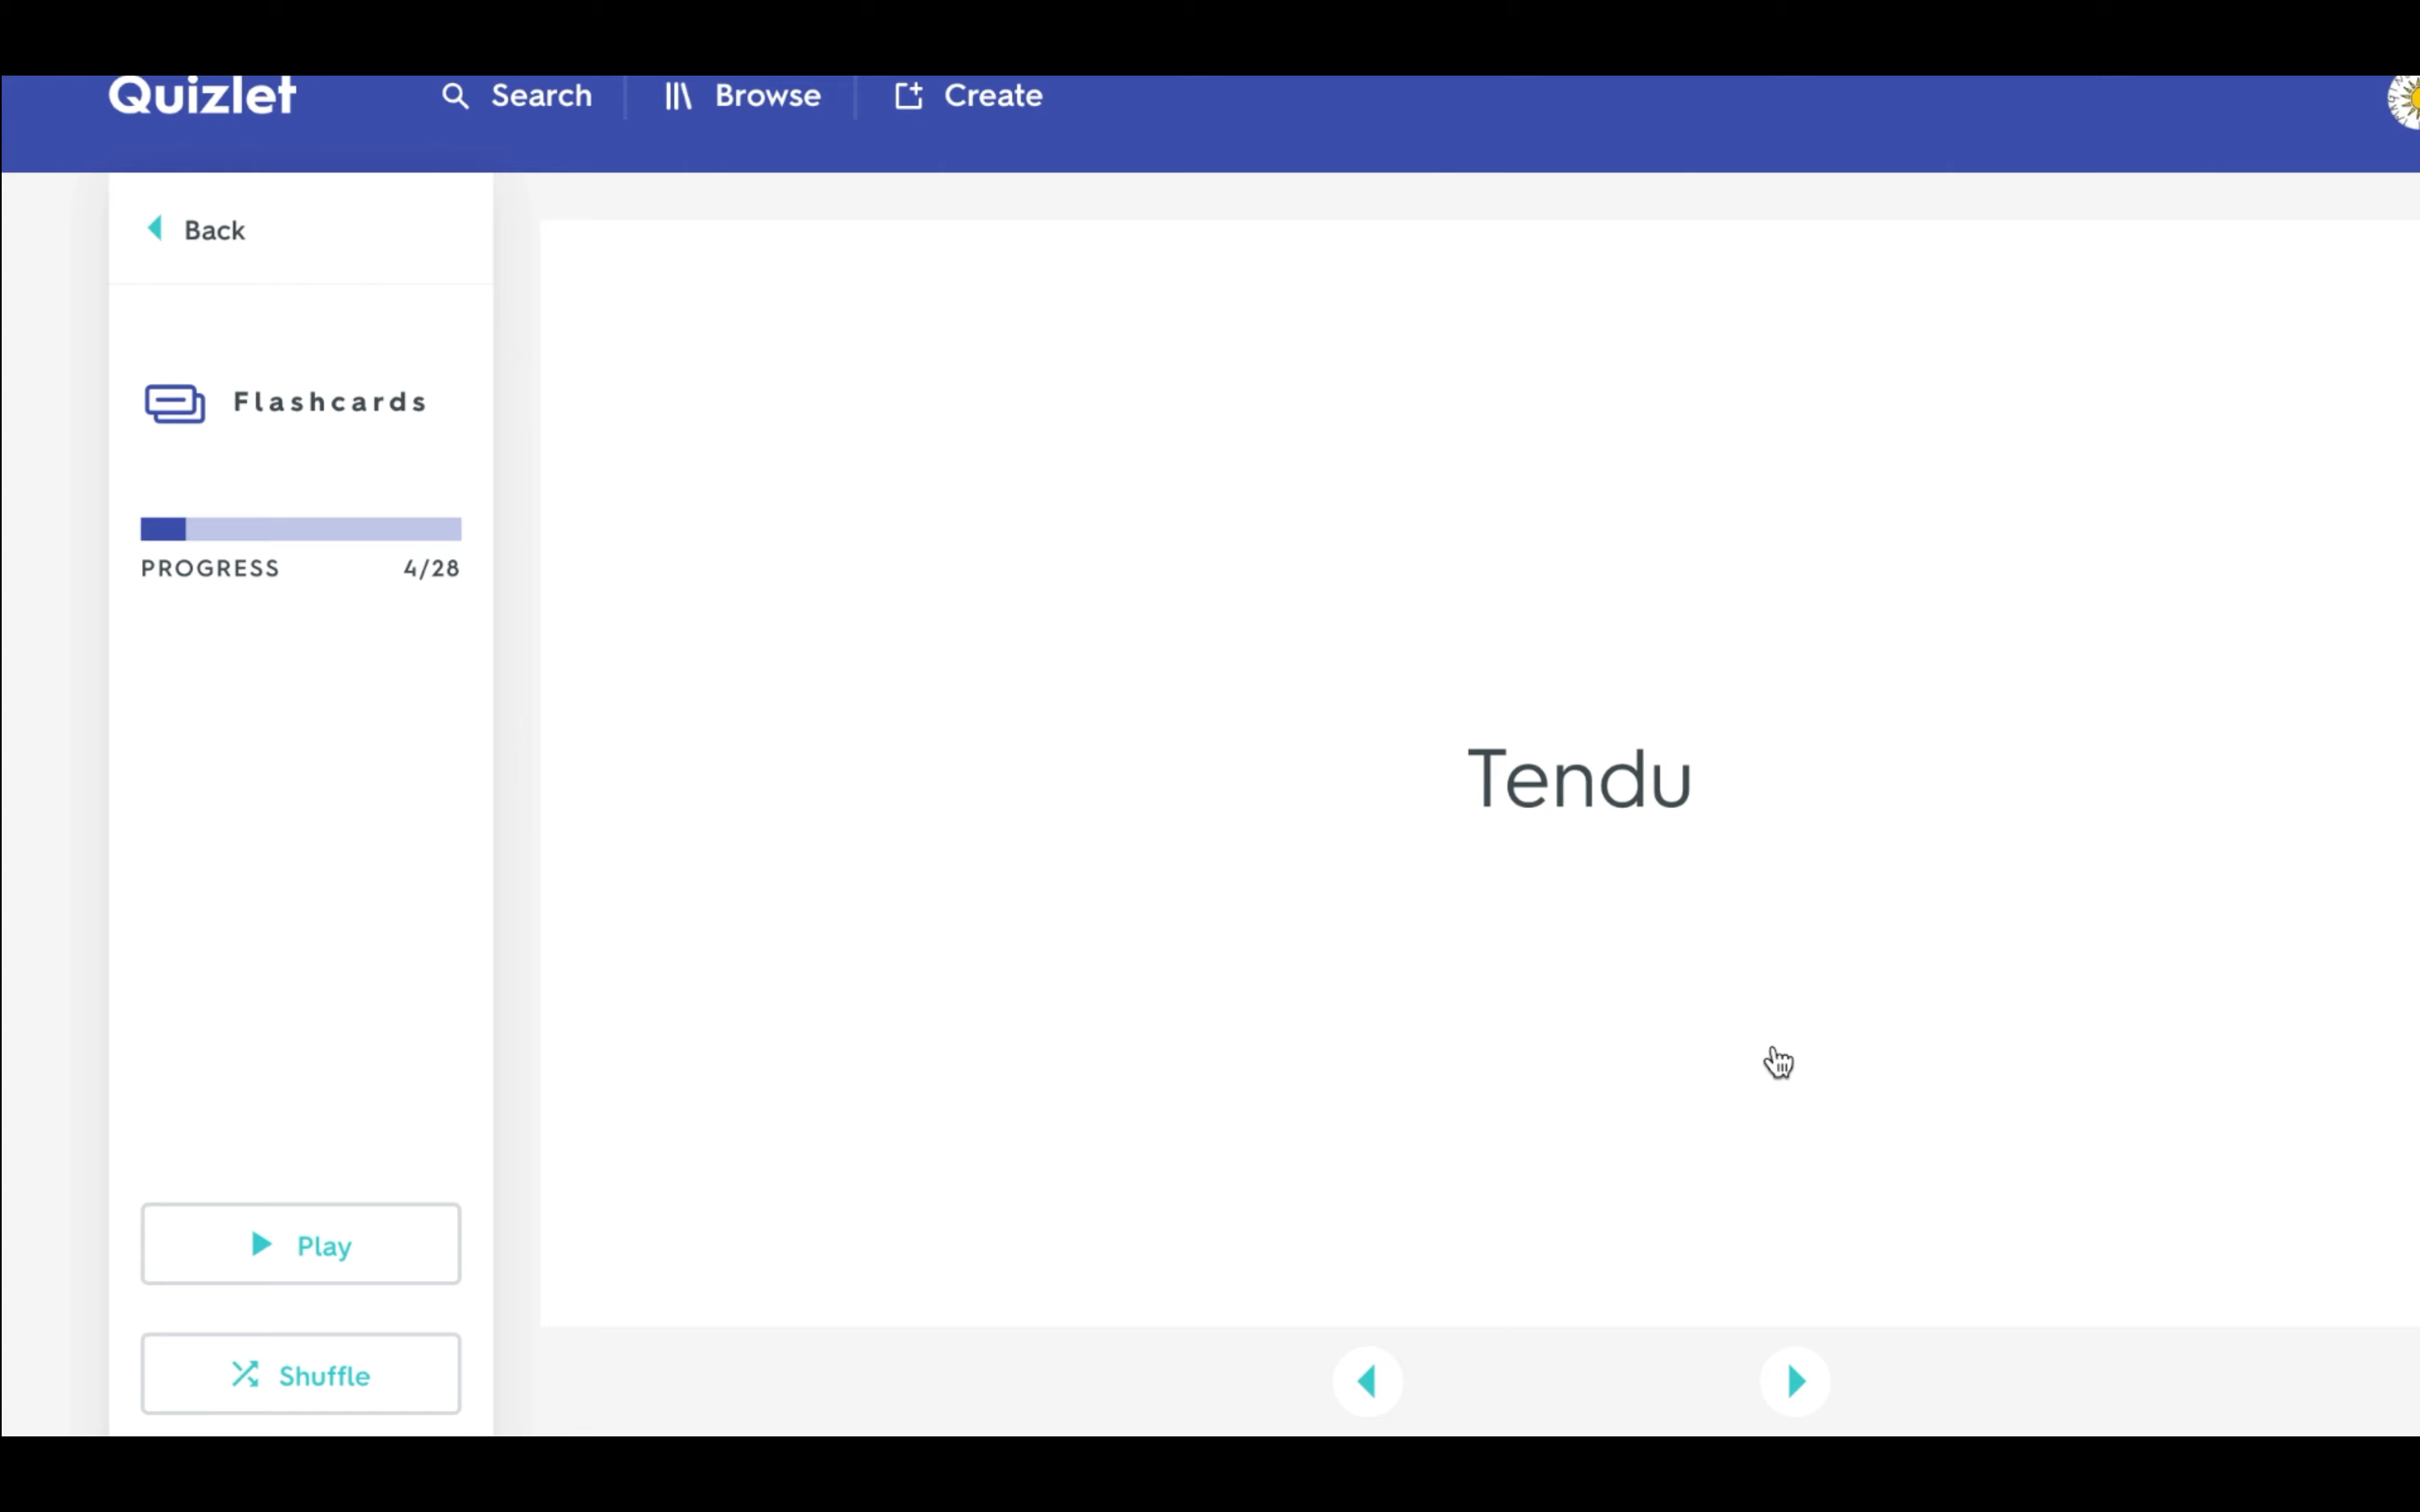 Quizlet
Search
Browse
Create
Back
Flashcards
PROGRESS 4/28
Tendu
Play
Shuffle